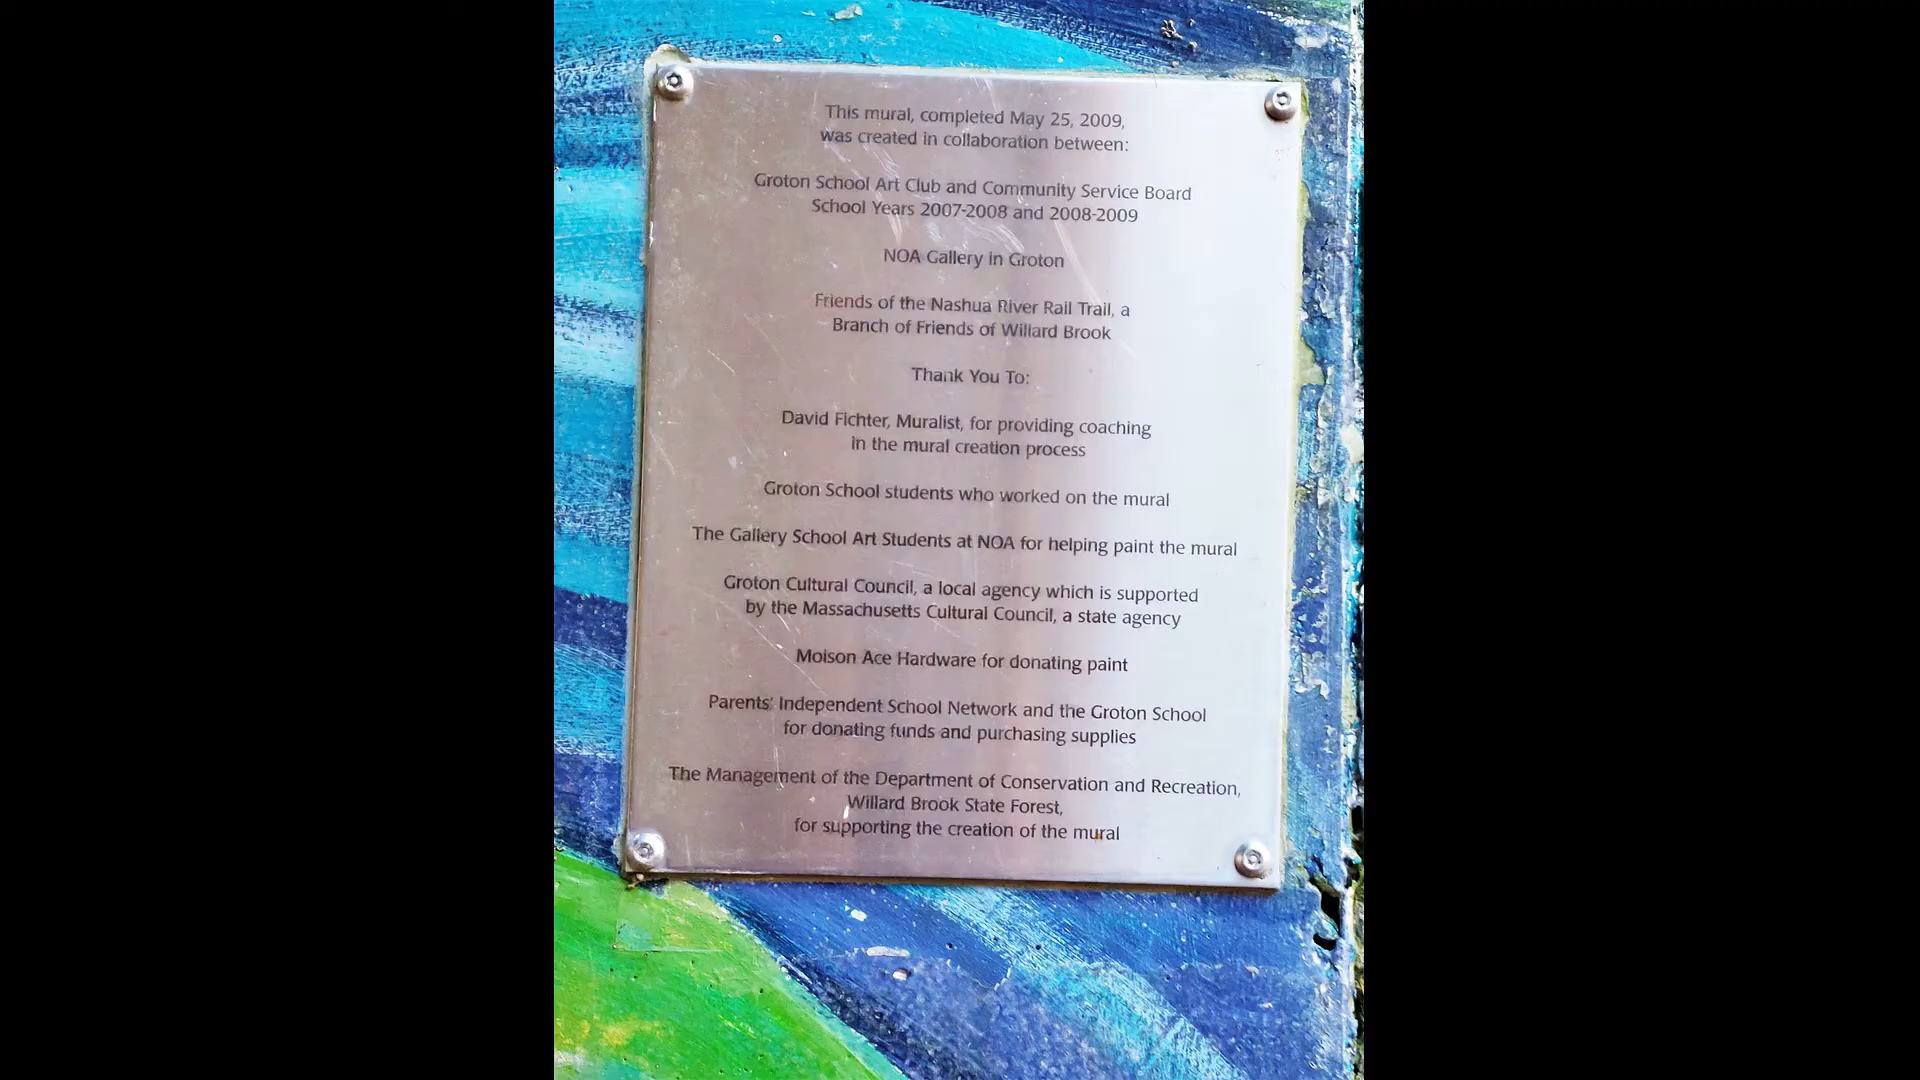 This mural, completed May 25, 2009,
was created in collaboration between:
Groton School Art Club and Community Service Board
School Years 2007-2008 and 2008-2009
NOA Gallery in Groton
Friends of the Nashua River Rail Trail, a
Branch of Friends of Willard Brook
Thank You To:
David Fichter, Muralist, for providing coaching
in the mural creation process
Groton School students who worked on the mural
The Gallery School Art Students at NOA for helping paint the mural
Groton Cultural Council, a local agency which is supported
by the Massachusetts Cultural Council, a state agency
Moison Ace Hardware for donating paint
Parents' Independent School Network and the Groton School
for donating funds and purchasing supplies
The Management of the Department of Conservation and Recreation,
Willard Brook State Forest,
for supporting the creation of the mural